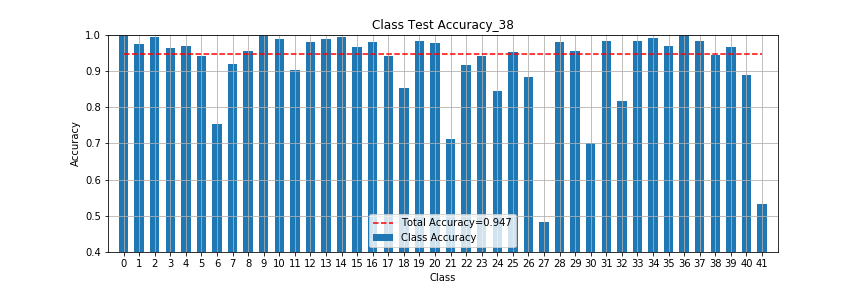 Class Test Accuracy_38
1.0
0.9
0.8
0.7
0.6
0.5
0.4
Accuracy
Total Accuracy=0.947
Class Accuracy
0 1 2 3 4 5 6 7 8 9 10 11 12 13 14 15 16 17 18 19 20 21 22 23 24 25 26 27 28 29 30 31 32 33 34 35 36 37 38 39 40 41
Class